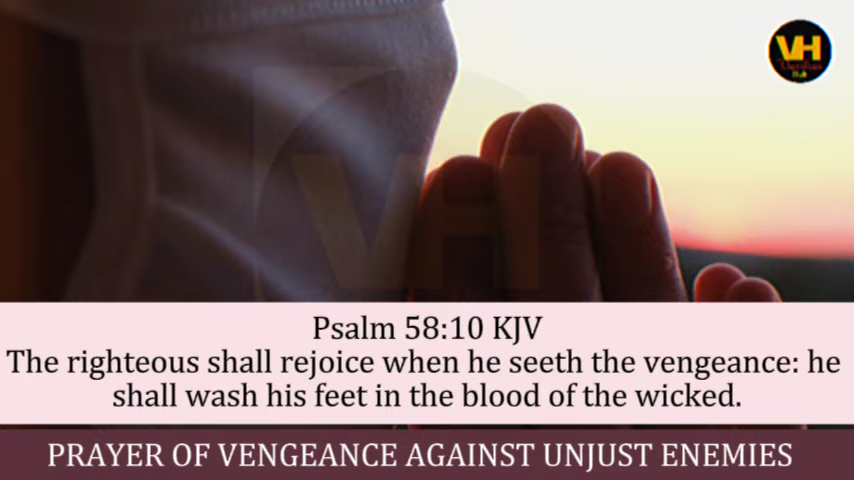 VH
Psalm 58:10 KJV
The righteous shall rejoice when he seeth the vengeance: he
shall wash his feet in the blood of the wicked.
PRAYER OF VENGEANCE AGAINST UNJUST ENEMIES